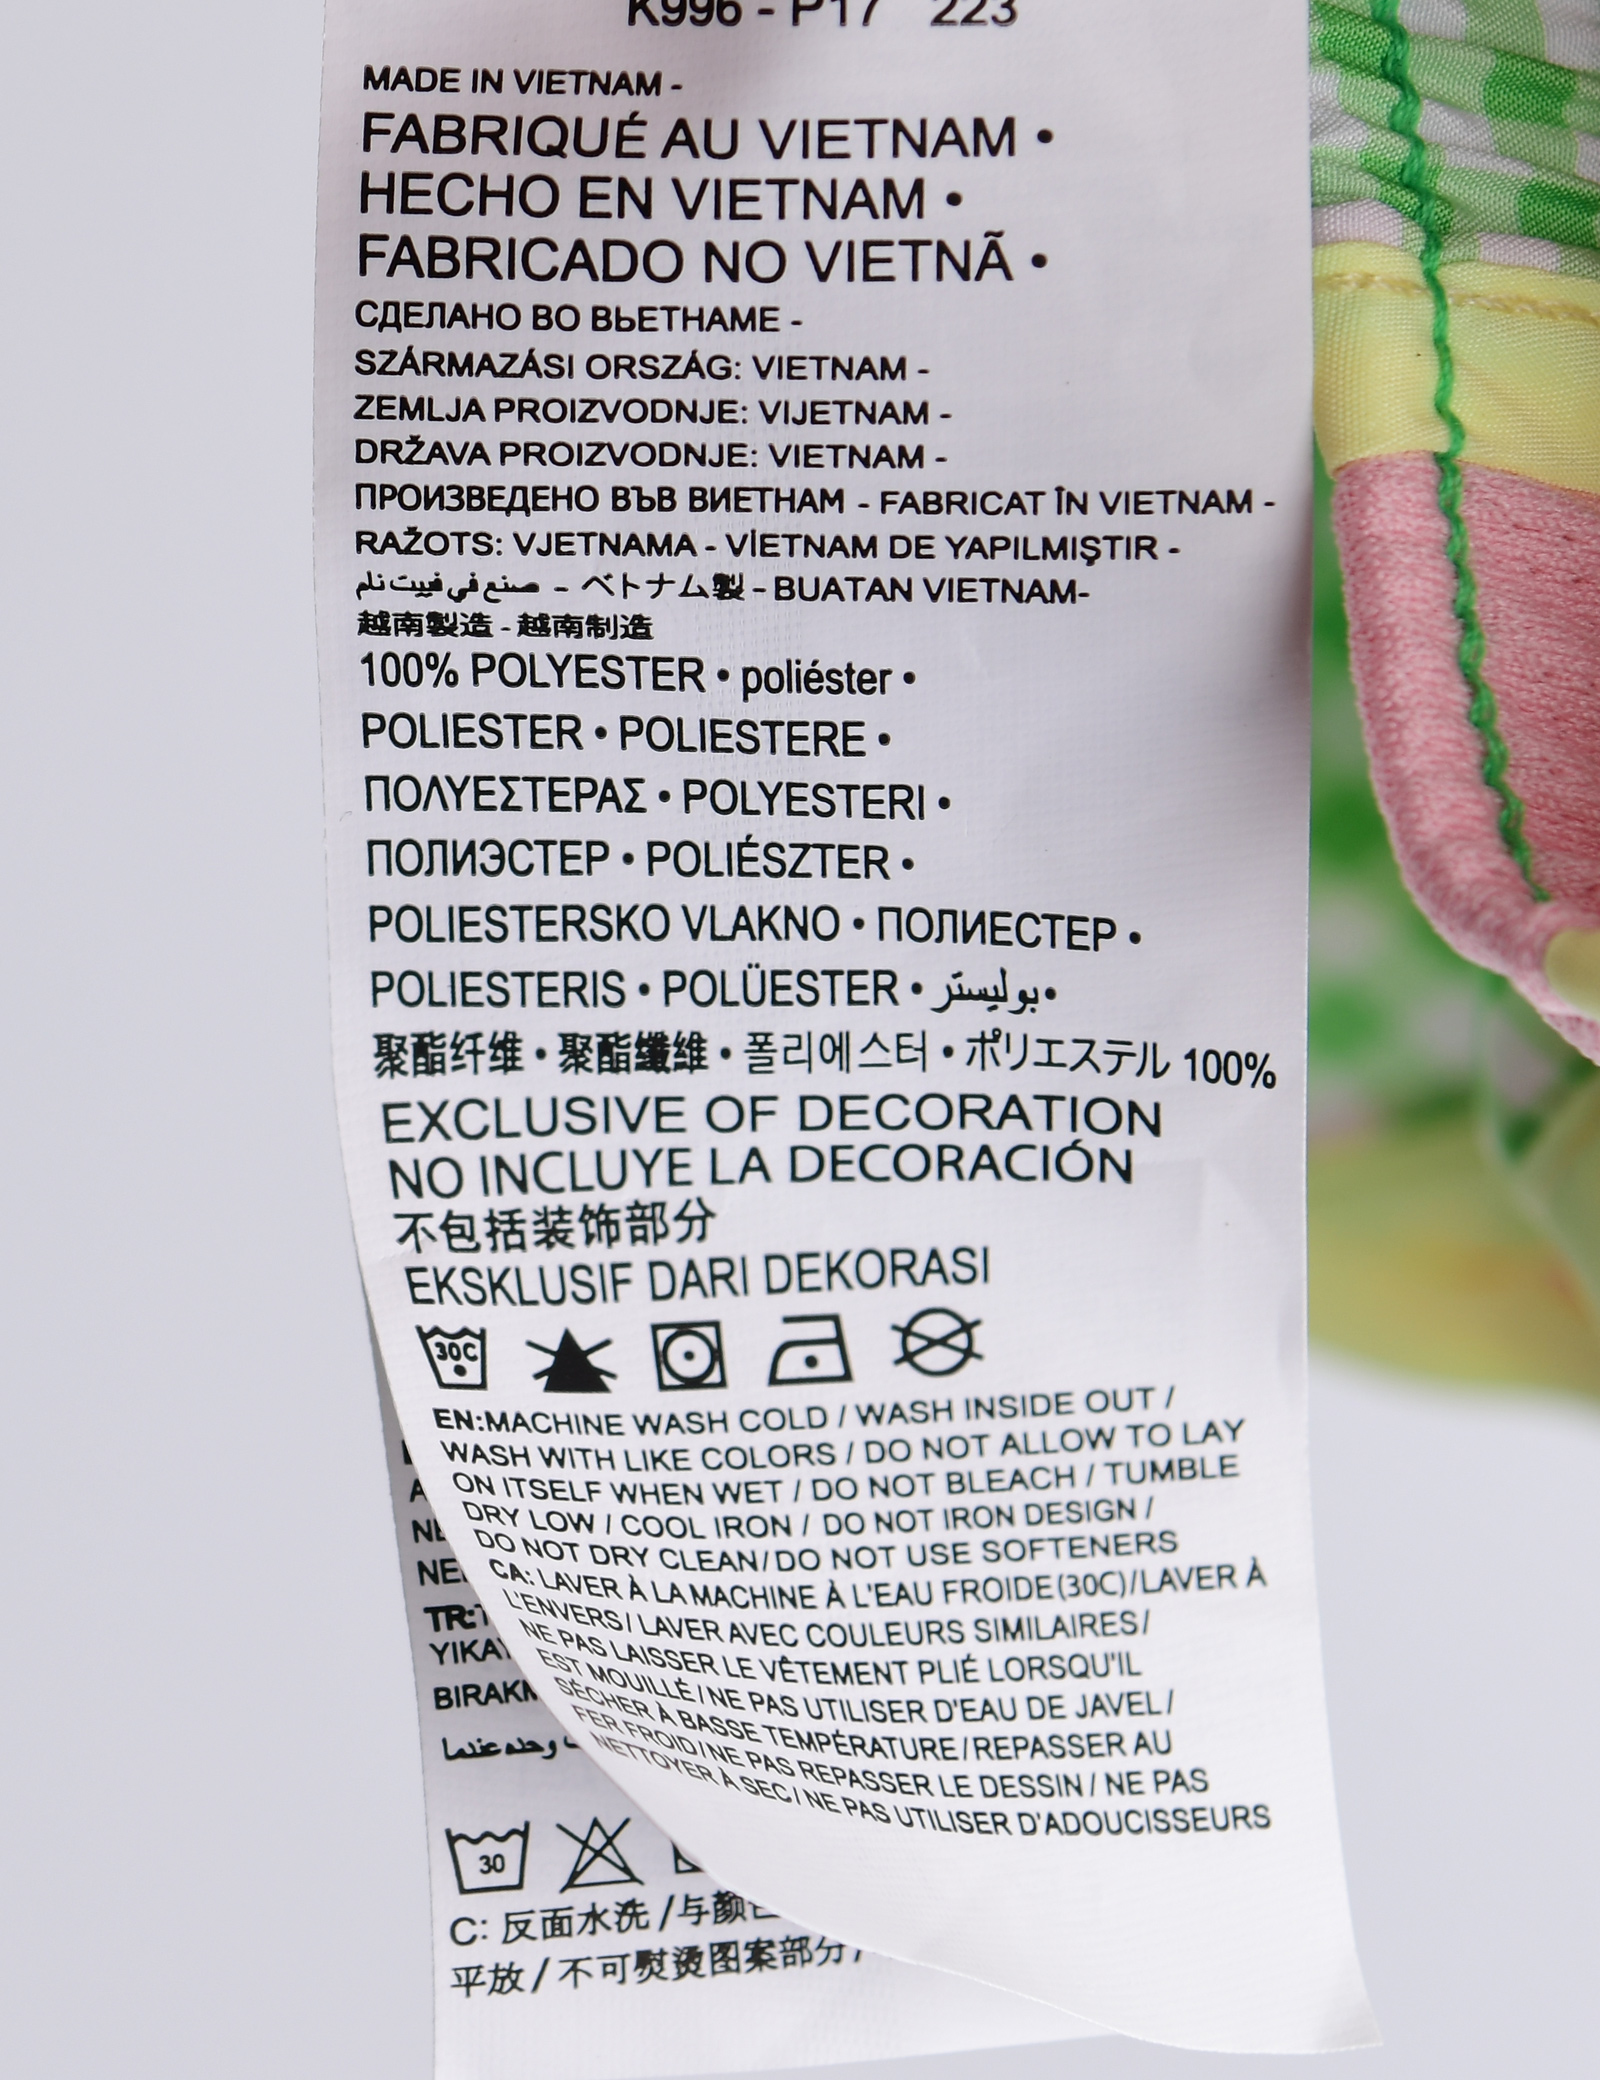 K996 - P17 223
MADE IN VIETNAM -
FABRIQUÉ AU VIETNAM •
HECHO EN VIETNAM •
FABRICADO NO VIETNÃ •
СДЕЛАНО ВО ВЬЕТНАМЕ -
SZÁRMAZÁSI ORSZÁG: VIETNAM -
ZEMLJA PROIZVODNJE: VIJETNAM -
DRŽAVA PROIZVODNJE: VIETNAM -
ПРОИЗВЕДЕНО ВЪВ ВИЕТНАМ - FABRICAT ÎN VIETNAM -
RAŽOTS: VJETNAMA - VİETNAM DE YAPILMIŞTIR -
صنع في فييت نام - ベトナム製 - BUATAN VIETNAM-
越南製造 - 越南制造
100% POLYESTER • poliéster •
POLIESTER • POLIESTERE •
ΠΟΛΥΕΣΤΕΡΑΣ • POLYESTERI •
ПОЛИЭСТЕР • POLIÉSZTER •
POLIESTERSKO VLAKNO • ПОЛИЕСТЕР •
POLIESTERIS • POLÜESTER • بوليستر •
聚酯纤维 • 聚酯纖維 • 폴리에스터 • ポリエステル 100%
EXCLUSIVE OF DECORATION
NO INCLUYE LA DECORACIÓN
不包括装饰部分
EKSKLUSIF DARI DEKORASI
30C
EN:MACHINE WASH COLD / WASH INSIDE OUT /
WASH WITH LIKE COLORS / DO NOT ALLOW TO LAY
ON ITSELF WHEN WET / DO NOT BLEACH / TUMBLE
DRY LOW / COOL IRON / DO NOT IRON DESIGN /
DO NOT DRY CLEAN/DO NOT USE SOFTENERS
CA: LAVER À LA MACHINE À L'EAU FROIDE(30C)/LAVER À
L'ENVERS/ LAVER AVEC COULEURS SIMILAIRES/
NE PAS LAISSER LE VÊTEMENT PLIÉ LORSQU'IL
EST MOUILLÉ/NE PAS UTILISER D'EAU DE JAVEL/
SÉCHER À BASSE TEMPÉRATURE/REPASSER AU
FER FROID/NE PAS REPASSER LE DESSIN/ NE PAS
NETTOYER À SEC/ NE PAS UTILISER D'ADOUCISSEURS
TR:
وحده عندما
30
C: 反面水洗 /与颜
平放 / 不可熨烫图案部分/